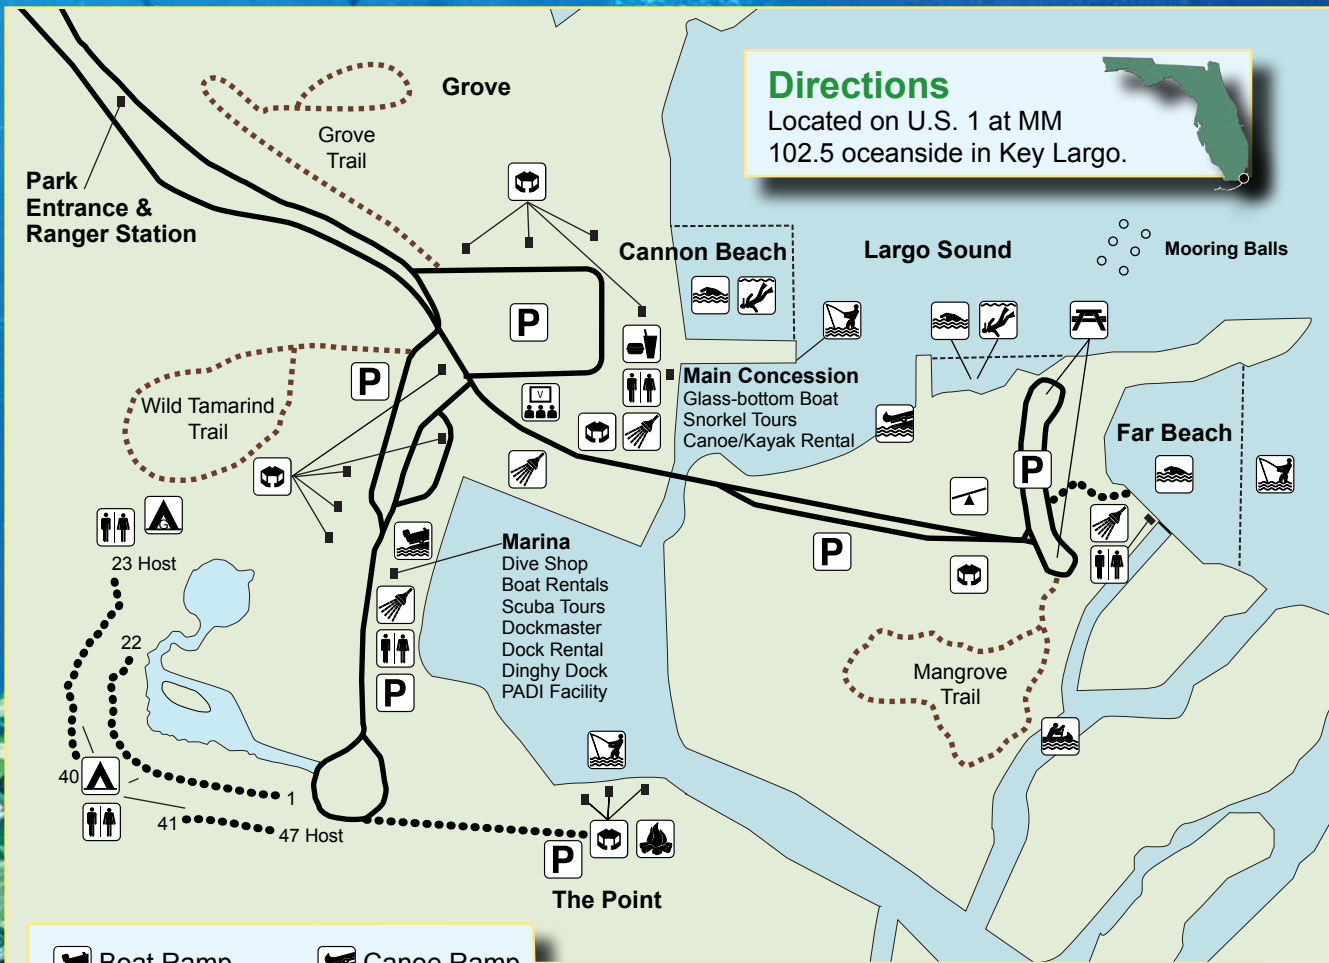 Directions
Located on U.S. 1 at MM
102.5 oceanside in Key Largo.
Grove
Grove
Trail
Park
Entrance &
Ranger Station
Cannon Beach
Largo Sound
Mooring Balls
P
P
Main Concession
Glass-bottom Boat
Snorkel Tours
Canoe/Kayak Rental
V
Wild Tamarind
Trail
Far Beach
P
G
23 Host
22
Marina
Dive Shop
Boat Rentals
Scuba Tours
Dockmaster
Dock Rental
Dinghy Dock
PADI Facility
P
P
Mangrove
Trail
40
1
41
47 Host
P
The Point
Boat Ramp
Canoe Ramp